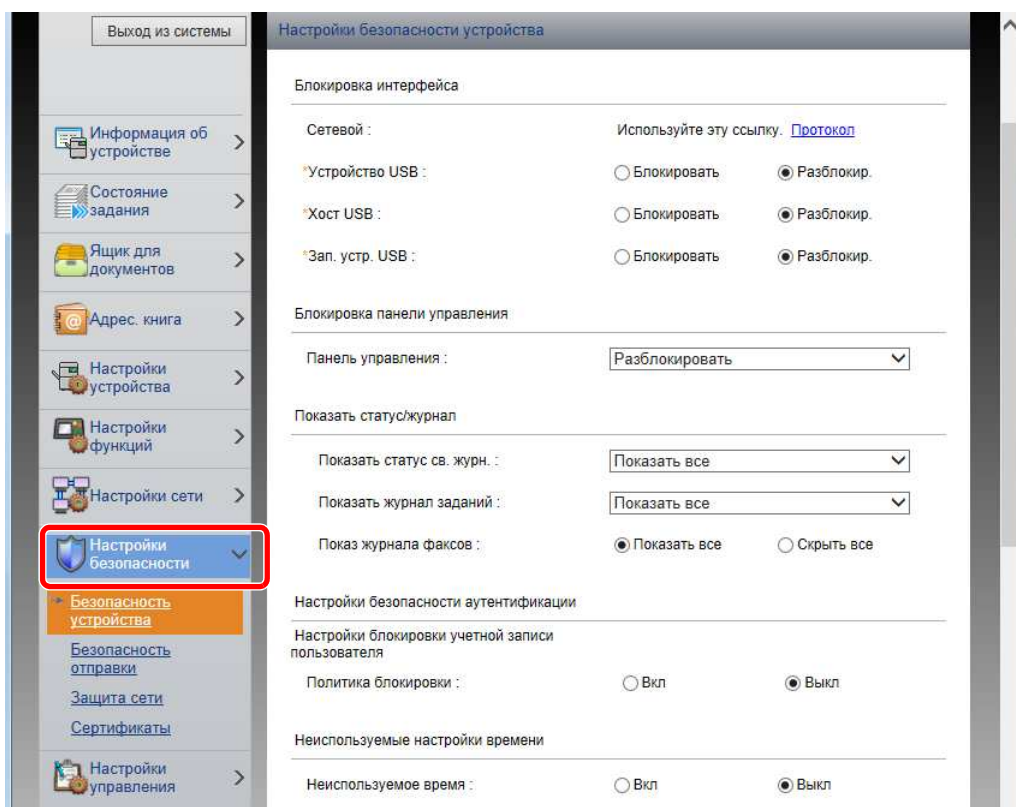 Выход из системы
Информация об
устройстве
Состояние
задания
Ящик для
документов
Адрес. книга
Настройки
устройства
Настройки
функций
Настройки сети
Настройки
безопасности
Безопасность
устройства
Безопасность
отправки
Защита сети
Сертификаты
Настройки
управления
Настройки безопасности устройства
Блокировка интерфейса
Сетевой : Используйте эту ссылку. Протокол
*Устройство USB : Блокировать Разблокир.
*Хост USB : Блокировать Разблокир.
*Зап. устр. USB : Блокировать Разблокир.
Блокировка панели управления
Панель управления : Разблокировать
Показать статус/журнал
Показать статус св. журн. : Показать все
Показать журнал заданий : Показать все
Показ журнала факсов : Показать все Скрыть все
Настройки безопасности аутентификации
Настройки блокировки учетной записи
пользователя
Политика блокировки : Вкл Выкл
Неиспользуемые настройки времени
Неиспользуемое время : Вкл Выкл